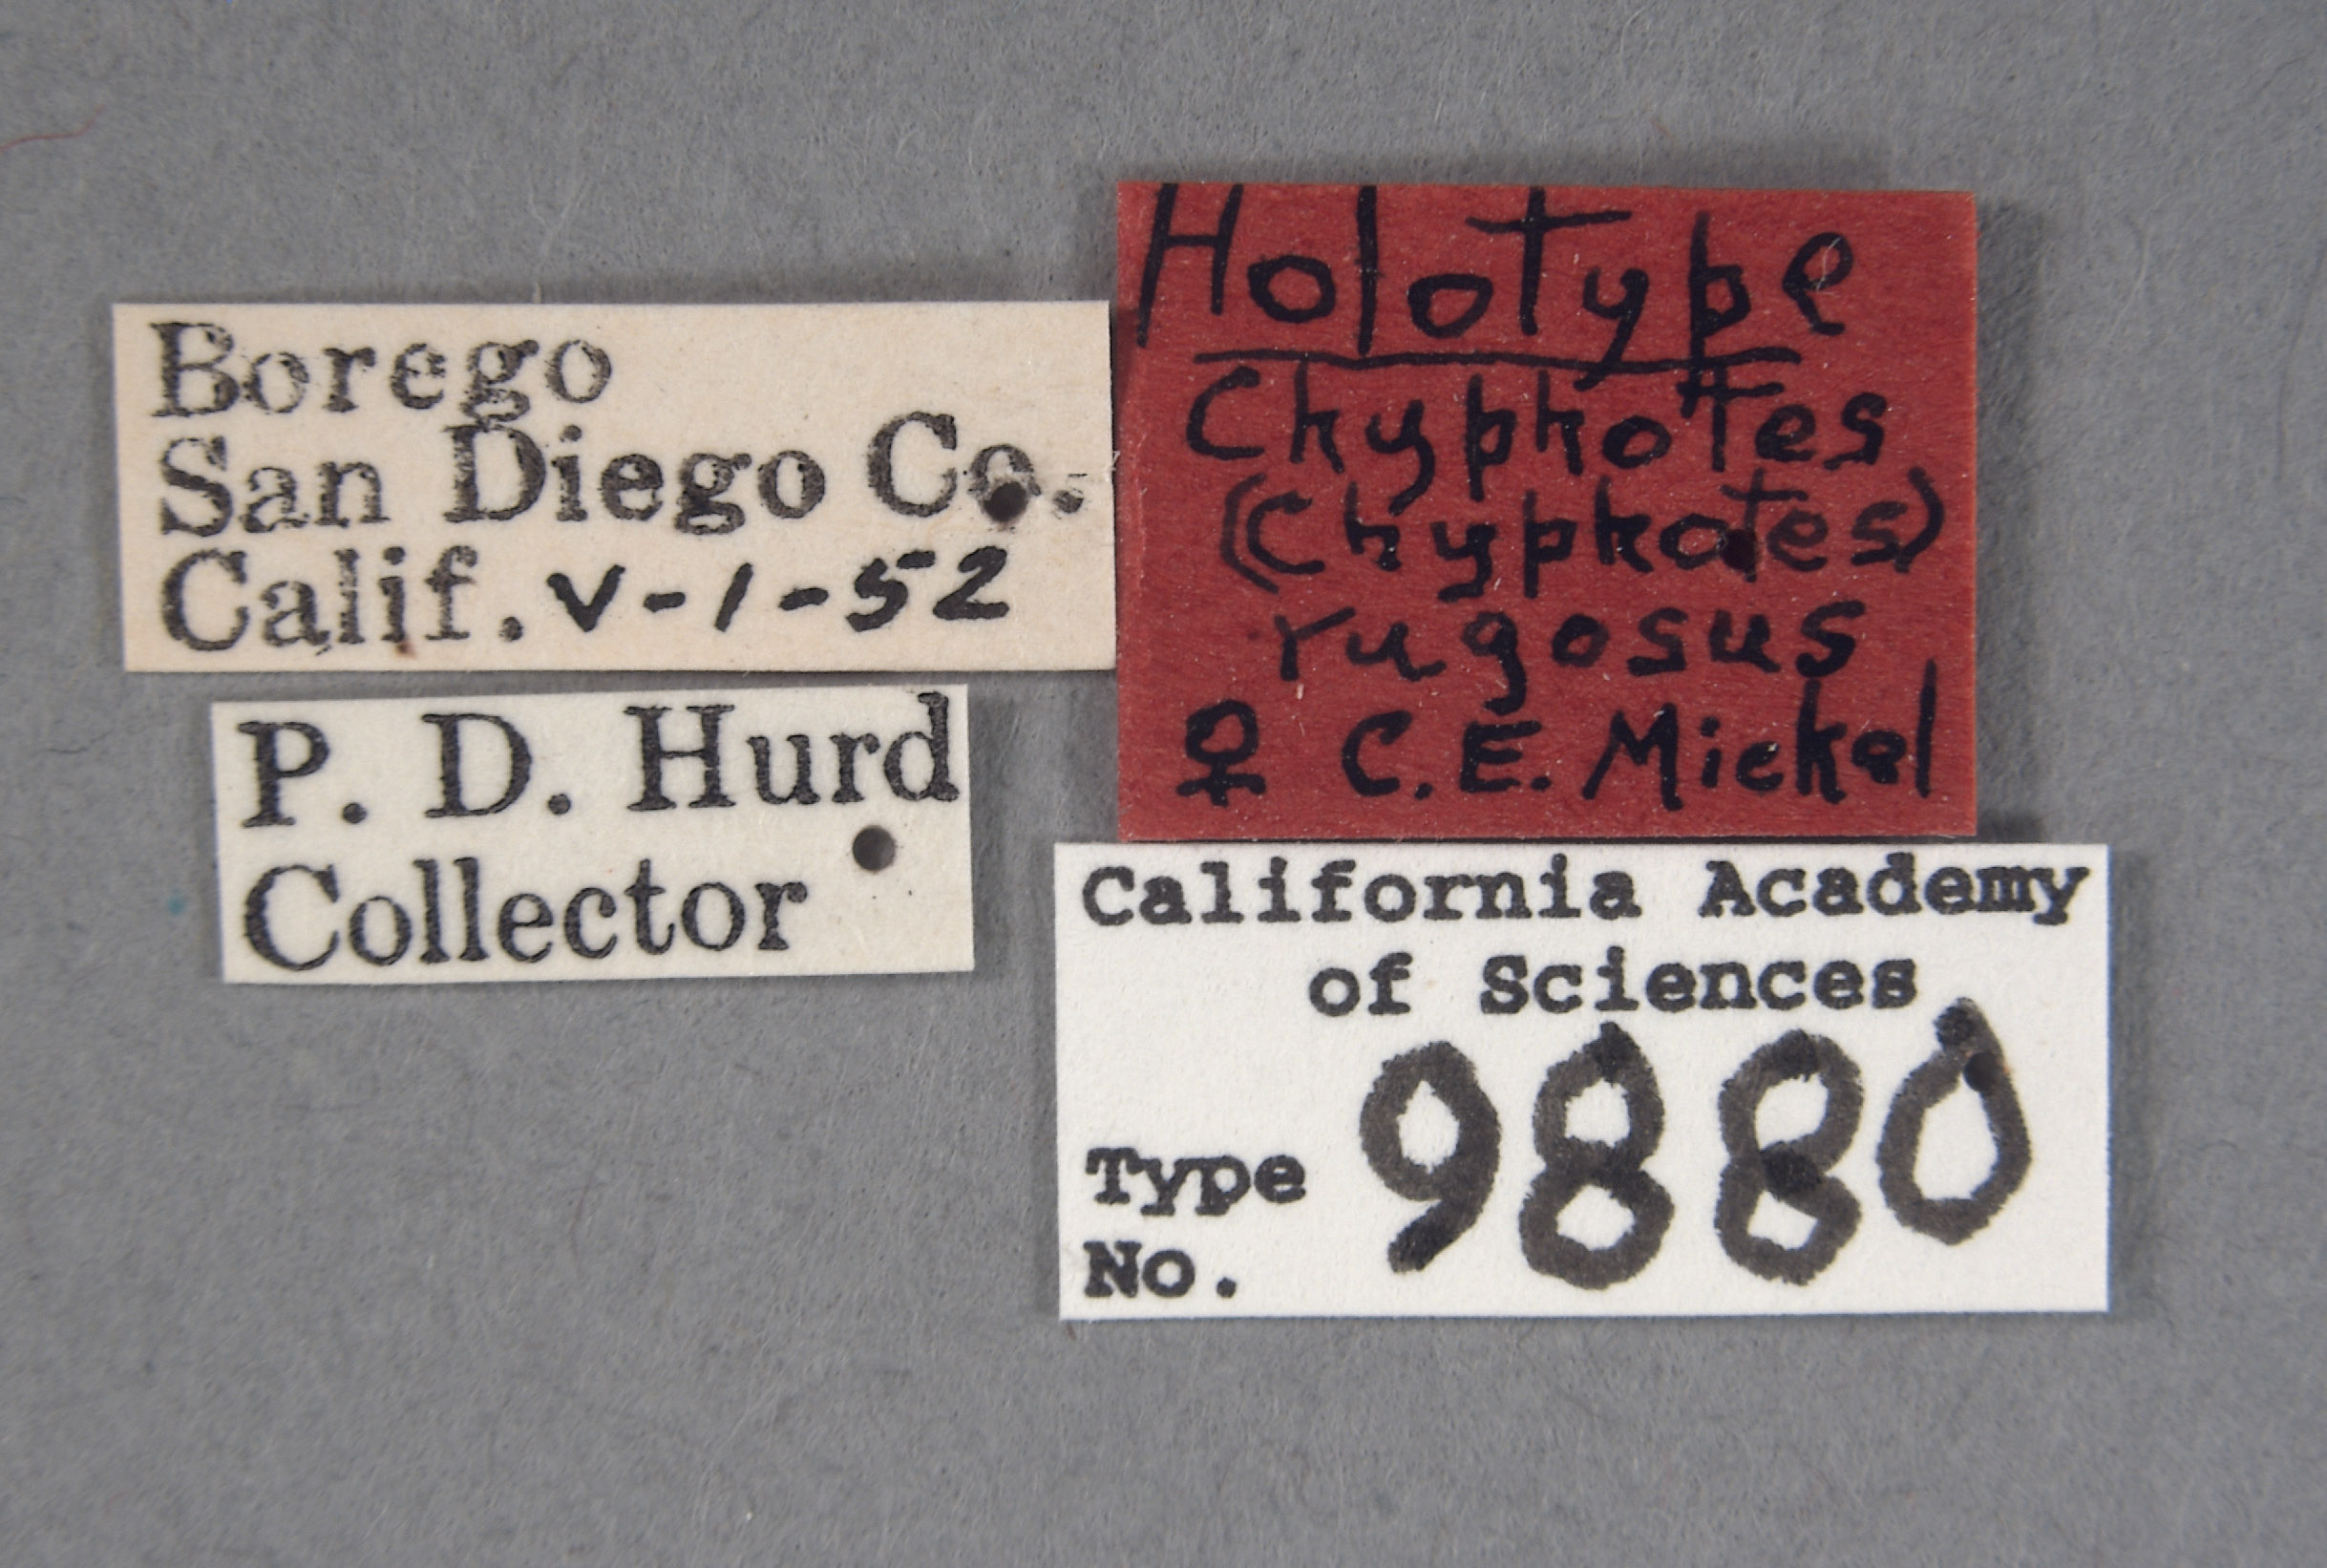 Borego
San Diego Co.
Calif. V-1-52
P. D. Hurd
Collector
Holotype
Chyphotes
(Chyphotes)
rugosus
♀ C. E. Mickel
California Academy
of Sciences
Type
No. 9880